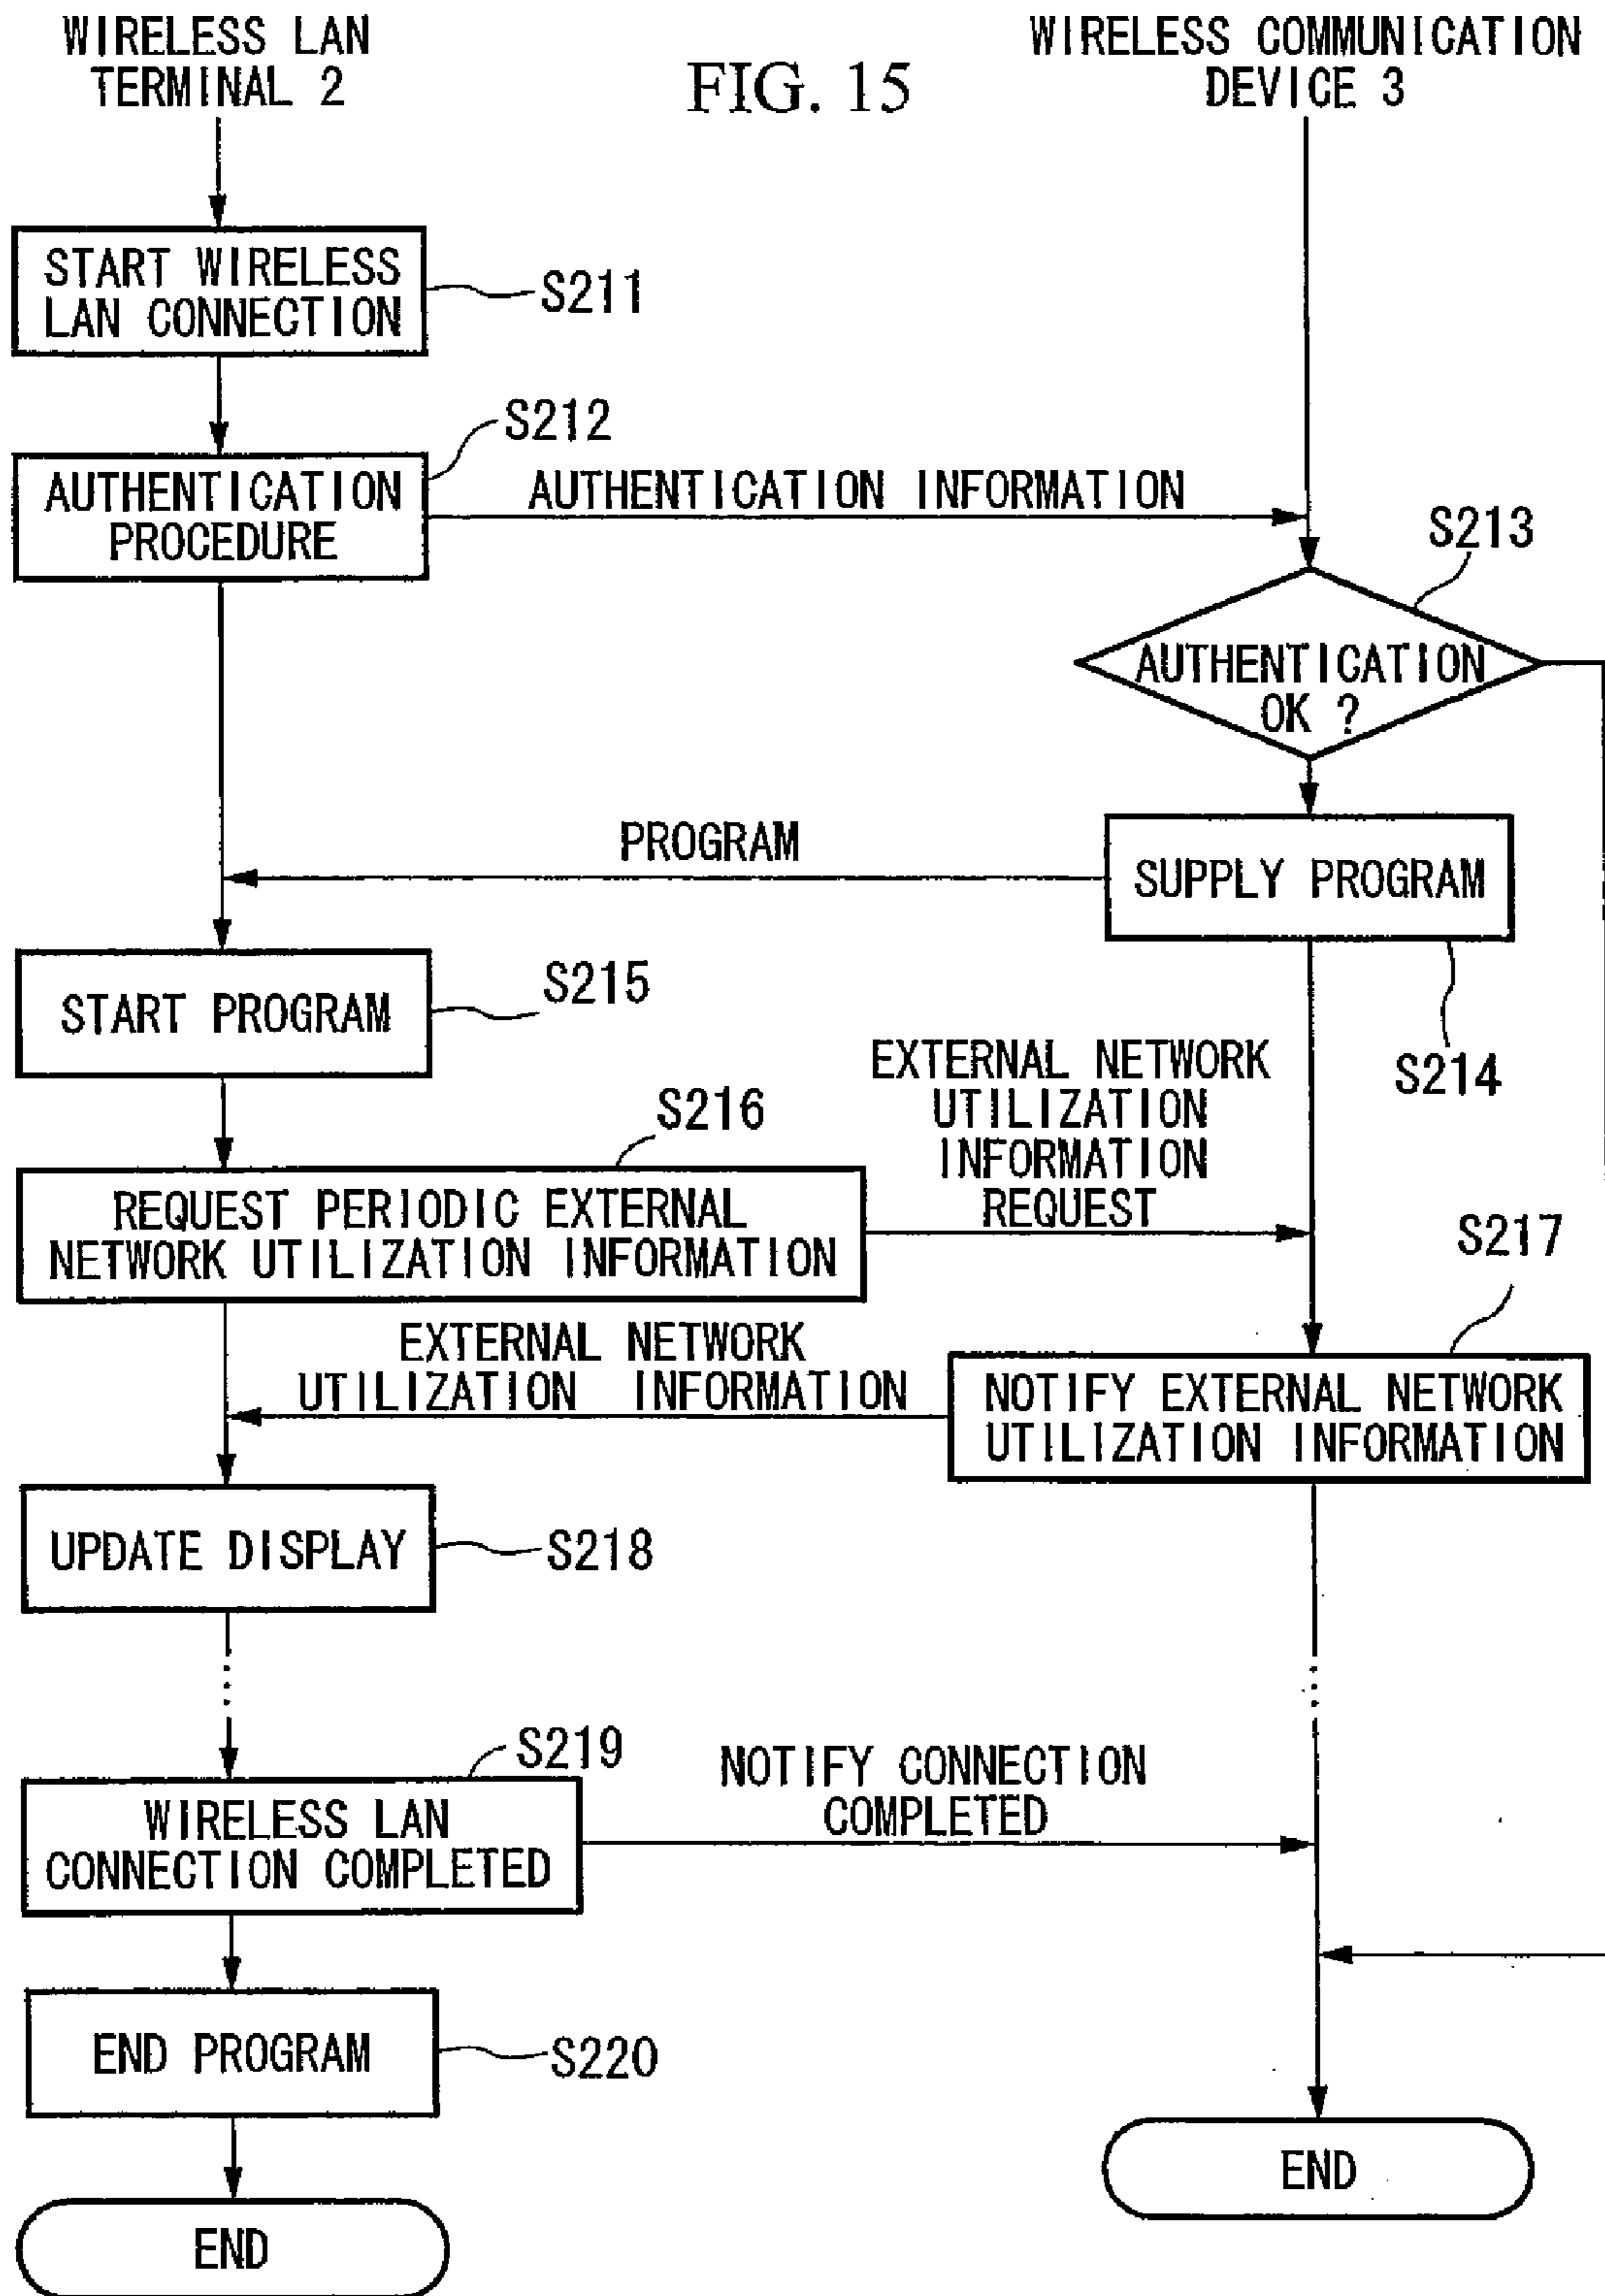 WIRELESS LAN
TERMINAL 2
FIG. 15
WIRELESS COMMUNICATION
DEVICE 3
START WIRELESS
LAN CONNECTION
S211
AUTHENTICATION
PROCEDURE
S212
AUTHENTICATION INFORMATION
S213
AUTHENTICATION
OK ?
PROGRAM
SUPPLY PROGRAM
S214
START PROGRAM
S215
S216
REQUEST PERIODIC EXTERNAL
NETWORK UTILIZATION INFORMATION
EXTERNAL NETWORK
UTILIZATION
INFORMATION
REQUEST
S217
EXTERNAL NETWORK
UTILIZATION INFORMATION
NOTIFY EXTERNAL NETWORK
UTILIZATION INFORMATION
UPDATE DISPLAY
S218
S219
WIRELESS LAN
CONNECTION COMPLETED
NOTIFY CONNECTION
COMPLETED
END PROGRAM
S220
END
END